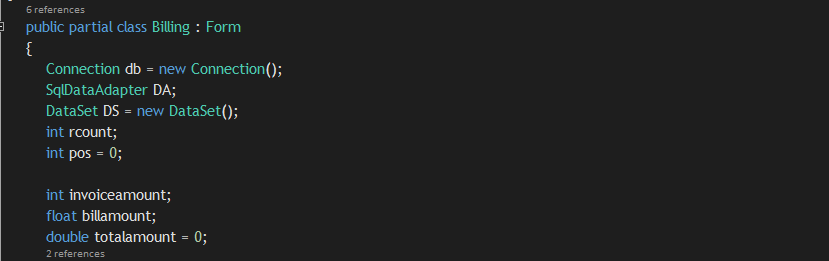 6 references
public partial class Billing : Form
{
Connection db = new Connection();
SqlDataAdapter DA;
DataSet DS = new DataSet();
int rcount;
int pos = 0;
int invoiceamount;
float billamount;
double totalamount = 0;
2 references